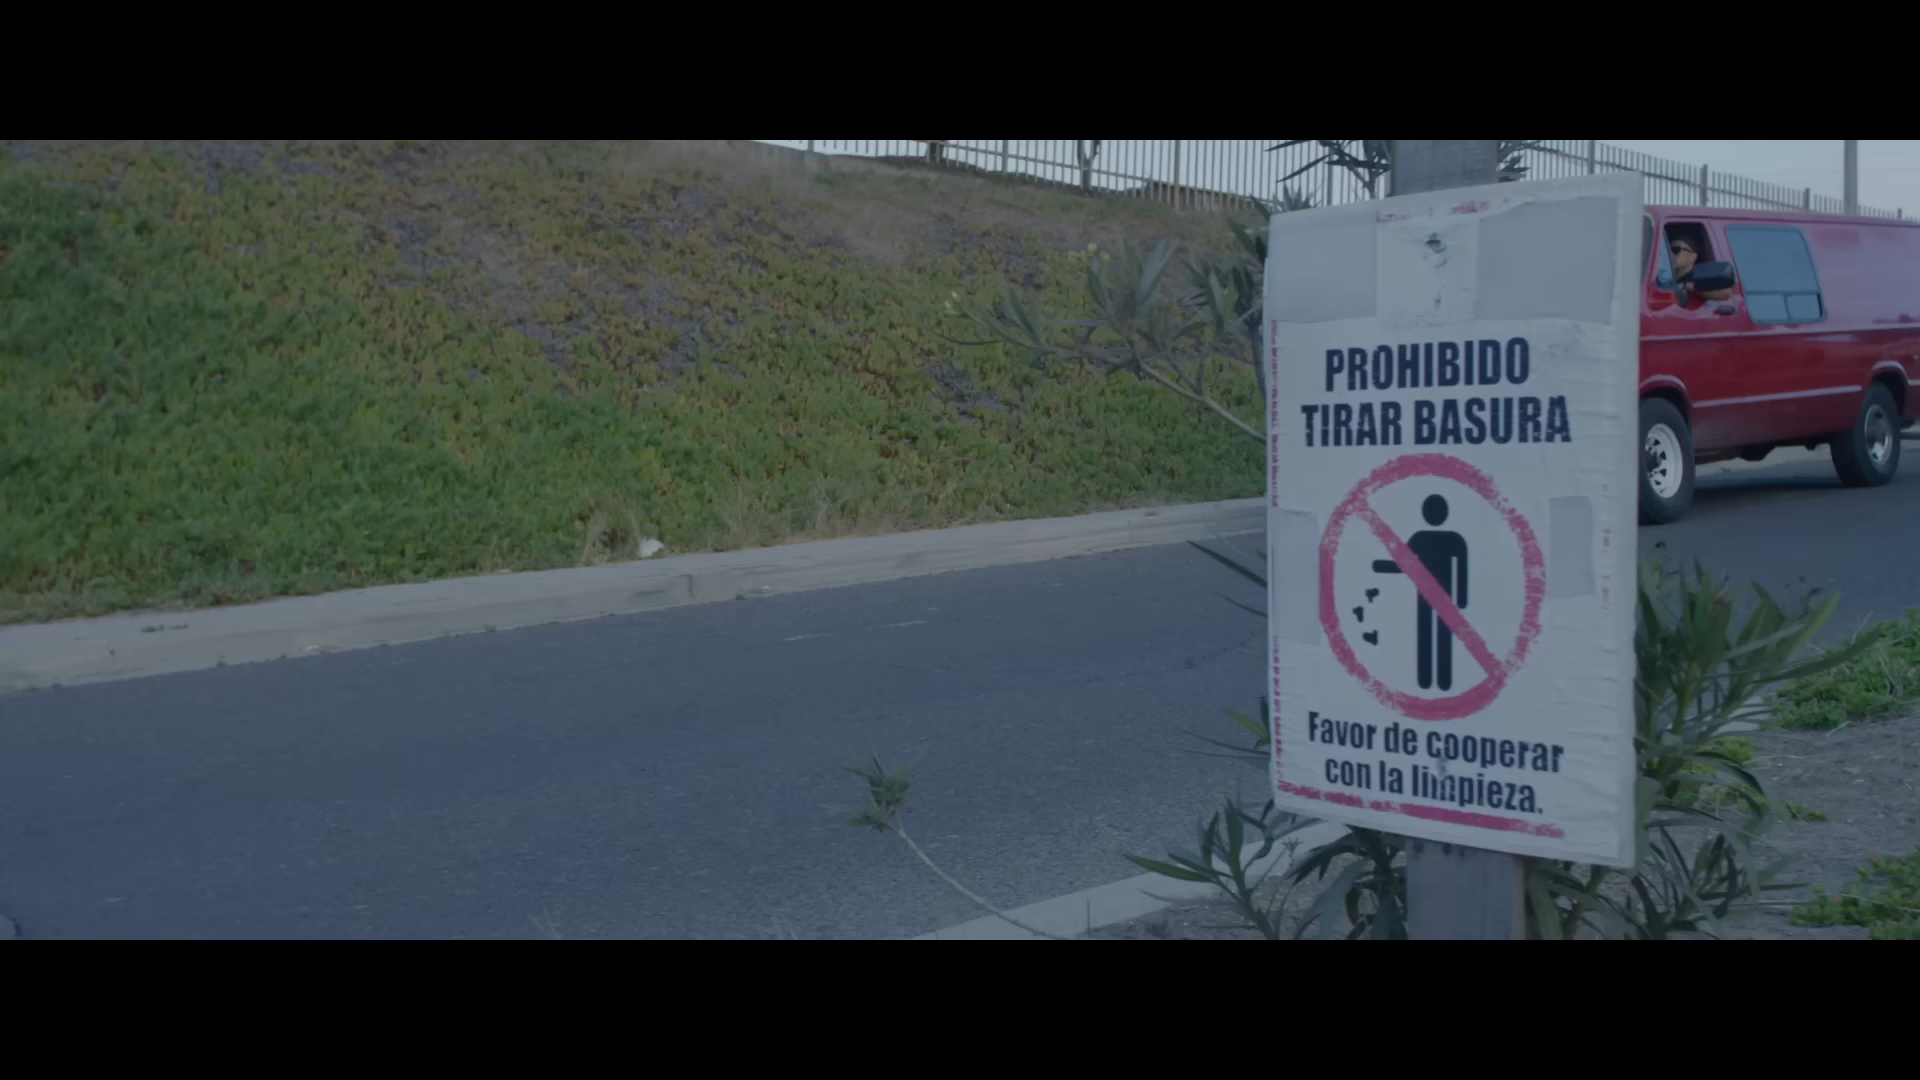 PROHIBIDO
TIRAR BASURA
Favor de cooperar
con la limpieza.